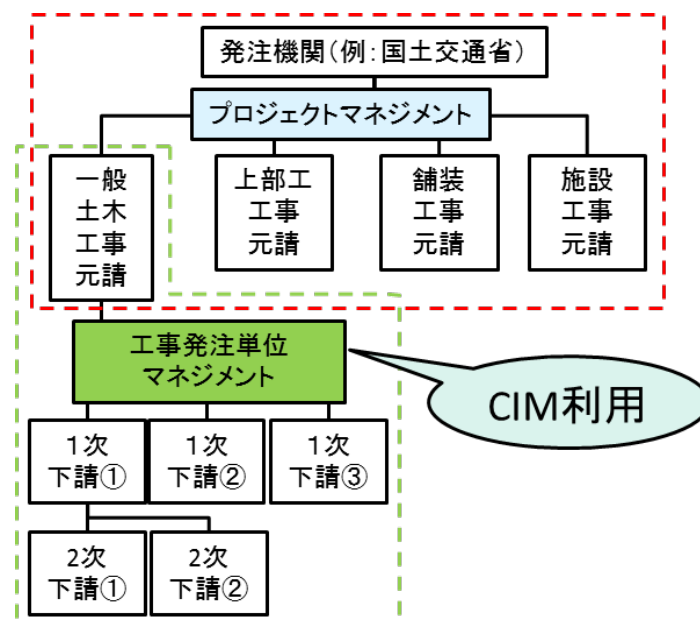 発注機関(例:国土交通省)
プロジェクトマネジメント
一般
土木
工事
元請
上部工
工事
元請
舗装
工事
元請
施設
工事
元請
工事発注単位
マネジメント
CIM利用
1次
下請①
1次
下請②
1次
下請③
2次
下請①
2次
下請②